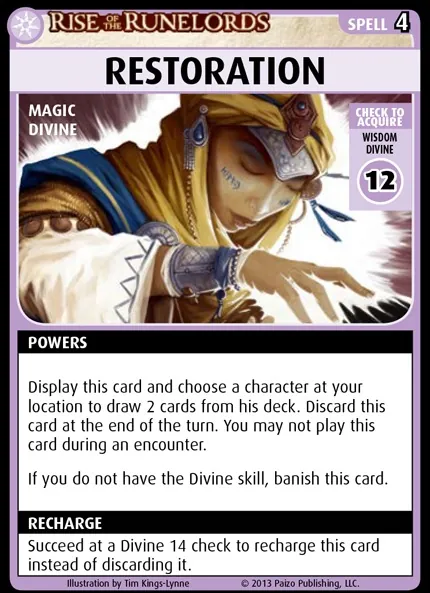 RISE OF THE RUNELORDS
SPELL 4
RESTORATION
MAGIC
DIVINE
CHECK TO
ACQUIRE
WISDOM
DIVINE
12
POWERS
Display this card and choose a character at your
location to draw 2 cards from his deck. Discard this
card at the end of the turn. You may not play this
card during an encounter.
If you do not have the Divine skill, banish this card.
RECHARGE
Succeed at a Divine 14 check to recharge this card
instead of discarding it.
Illustration by Tim Kings-Lynne © 2013 Paizo Publishing, LLC.